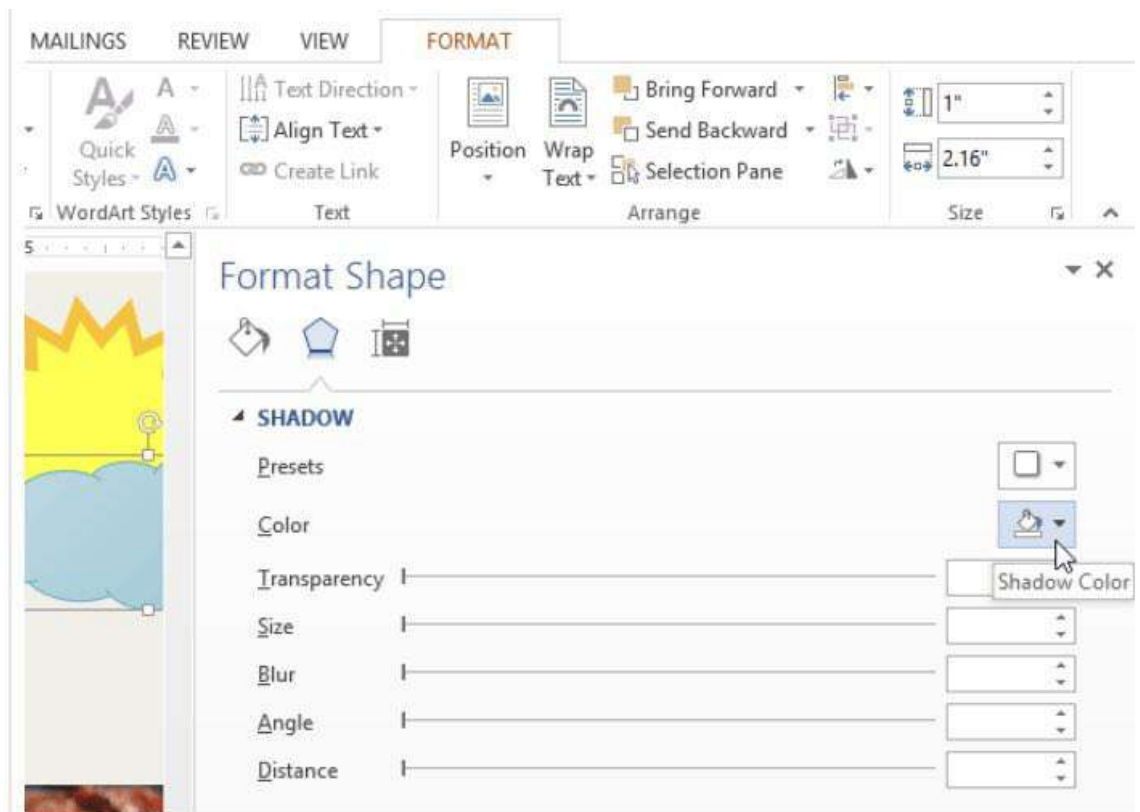 MAILINGS REVIEW VIEW FORMAT
Text Direction
Bring Forward
1"
Align Text
Send Backward
Quick
Styles
Position
Wrap
Text
2.16"
Create Link
Selection Pane
WordArt Styles Text Arrange Size
5
Format Shape
SHADOW
Presets
Color
Transparency
Shadow Color
Size
Blur
Angle
Distance